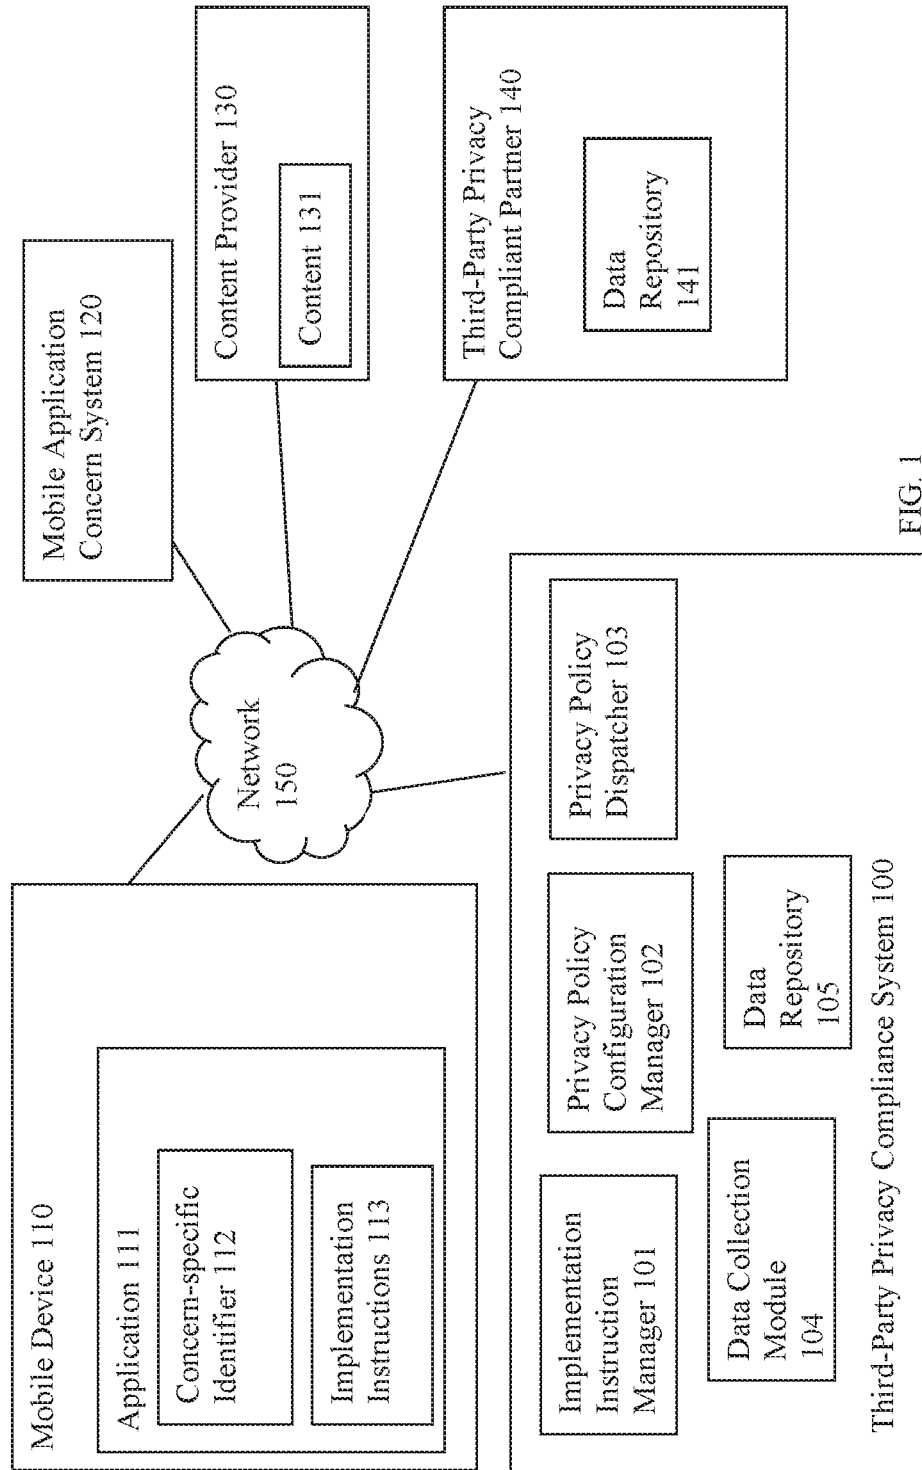 Mobile Device 110
Application 111
Concern-specific
Identifier 112
Implementation
Instructions 113
Network
150
Mobile Application
Concern System 120
Content Provider 130
Content 131
Third-Party Privacy
Compliant Partner 140
Data
Repository
141
Implementation
Instruction
Manager 101
Privacy Policy
Configuration
Manager 102
Privacy Policy
Dispatcher 103
Data Collection
Module
104
Data
Repository
105
Third-Party Privacy Compliance System 100
FIG. 1